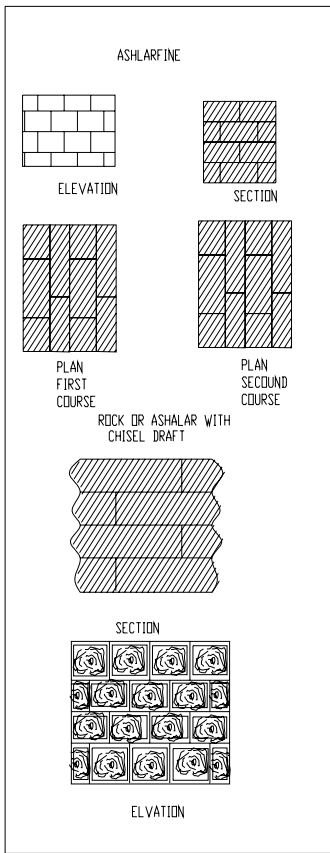 ASHLARFINE
ELEVATION
SECTION
PLAN
FIRST
COURSE
PLAN
SECOUND
COURSE
ROCK OR ASHALAR WITH
CHISEL DRAFT
SECTION
ELVATION